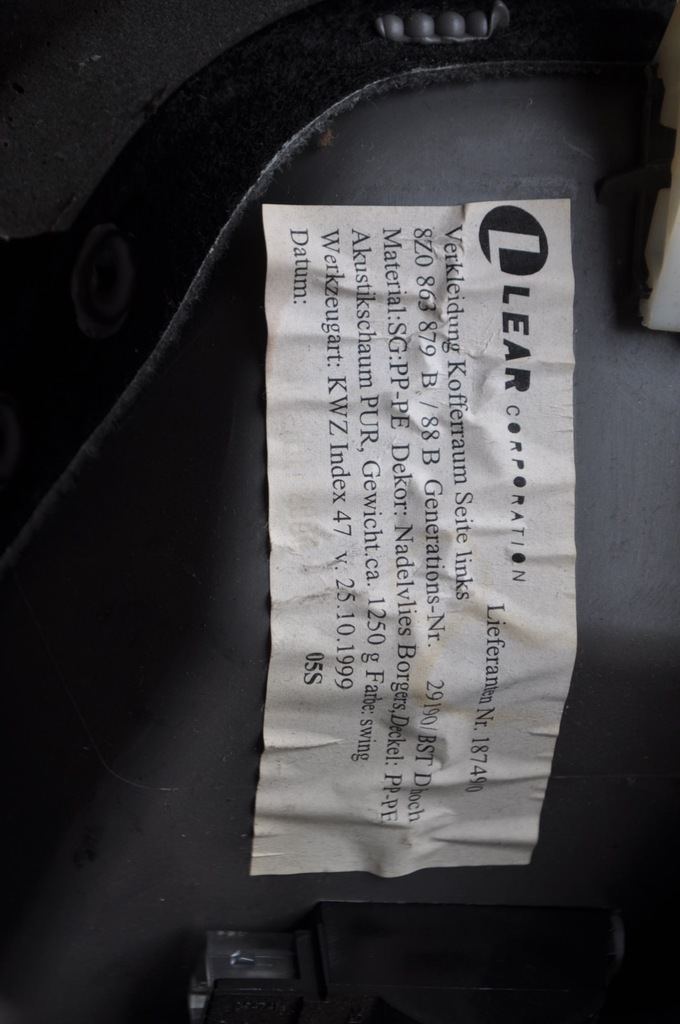 L LEAR CORPORATION
Lieferanten Nr. 187490
Verkleidung Kofferraum Seite links
8Z0 863 879 B / 88 B Generations-Nr. 29190/BST D hoch
Material:SG:PP-PE Dekor: Nadelvlies Borgers,Deckel: PP-PE
Akustikschaum PUR, Gewicht.ca. 1250 g Farbe: swing
Werkzeugart: KWZ Index 47 v. 25.10.1999
Datum: 05S